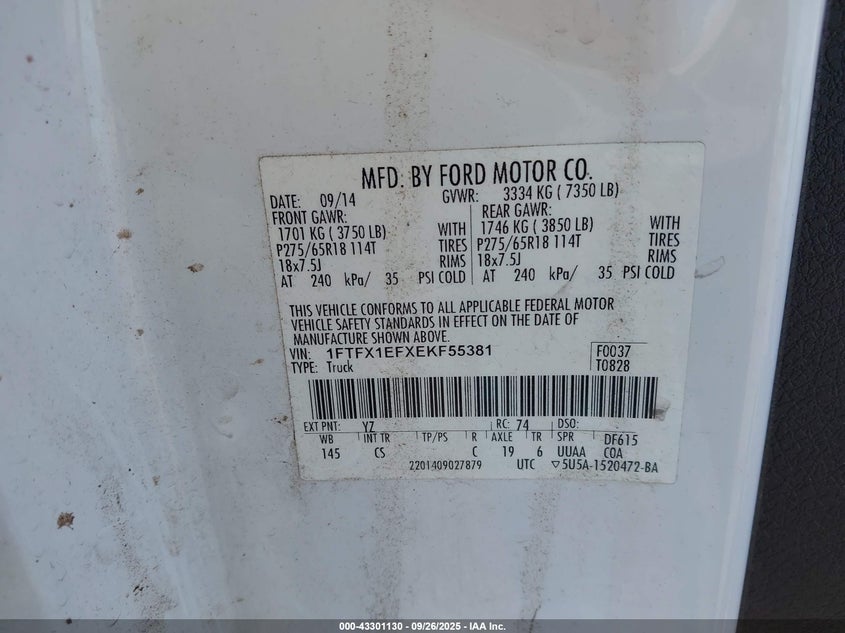 MFD. BY FORD MOTOR CO.
DATE: 09/14 GVWR: 3334 KG ( 7350 LB)
FRONT GAWR: REAR GAWR:
1701 KG ( 3750 LB) WITH 1746 KG ( 3850 LB) WITH
P275/65R18 114T TIRES P275/65R18 114T TIRES
18x7.5J RIMS 18x7.5J RIMS
AT 240 kPa/ 35 PSI COLD AT 240 kPa/ 35 PSI COLD
THIS VEHICLE CONFORMS TO ALL APPLICABLE FEDERAL MOTOR
VEHICLE SAFETY STANDARDS IN EFFECT ON THE DATE OF
MANUFACTURE SHOWN ABOVE.
VIN: 1FTFX1EFXEKF55381 F0037
TYPE: Truck T0828
EXT PNT: YZ RC: 74 DSO:
WB INT TR TP/PS R AXLE TR SPR DF615
145 CS C 19 6 UUAA COA
2201409027879 UTC ▽5U5A-1520472-BA
000-43301130 - 09/26/2025 - IAA Inc.